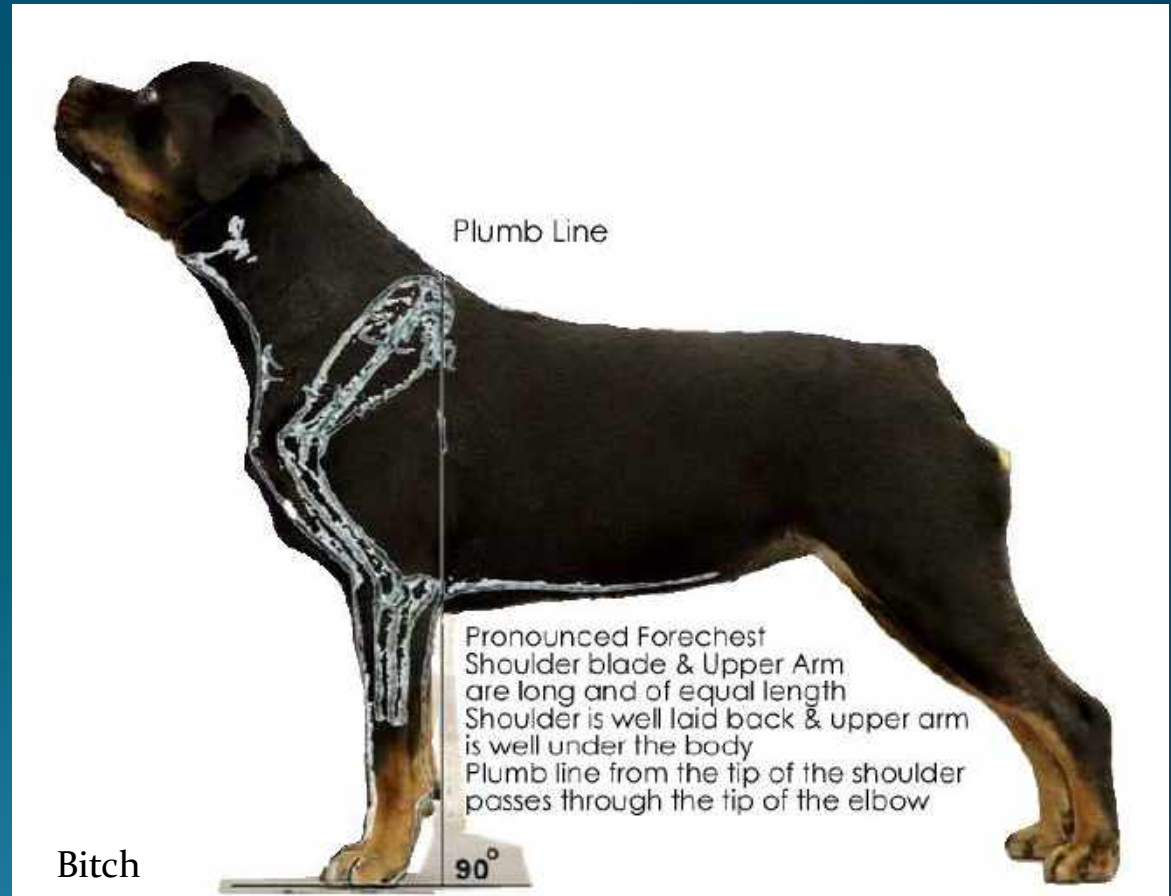 Plumb Line
Pronounced Forechest
Shoulder blade & Upper Arm
are long and of equal length
Shoulder is well laid back & upper arm
is well under the body
Plumb line from the tip of the shoulder
passes through the tip of the elbow
Bitch
90°